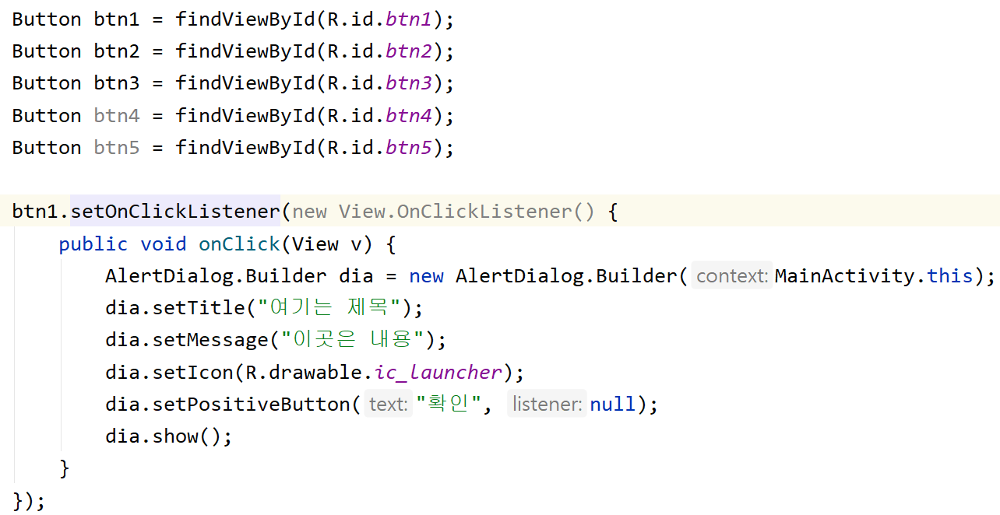 Button btn1 = findViewById(R.id.btn1);
Button btn2 = findViewById(R.id.btn2);
Button btn3 = findViewById(R.id.btn3);
Button btn4 = findViewById(R.id.btn4);
Button btn5 = findViewById(R.id.btn5);
btn1.setOnClickListener(new View.OnClickListener() {
public void onClick(View v) {
AlertDialog.Builder dia = new AlertDialog.Builder( context: MainActivity.this);
dia.setTitle("여기는 제목");
dia.setMessage("이곳은 내용");
dia.setIcon(R.drawable.ic_launcher);
dia.setPositiveButton( text: "확인", listener: null);
dia.show();
}
});